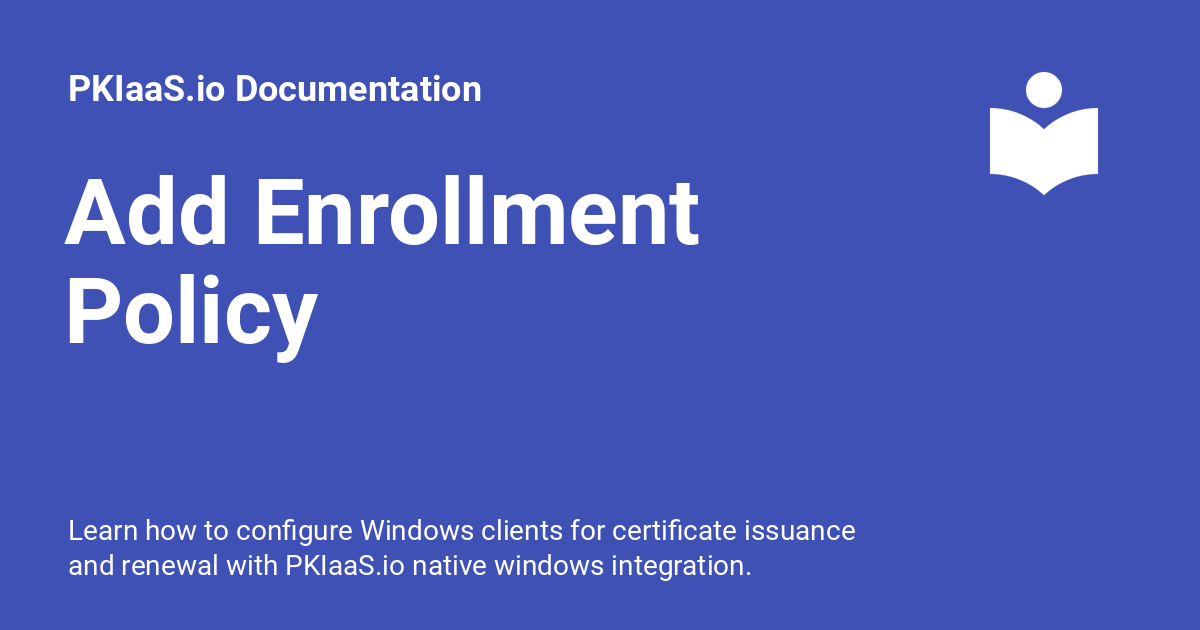 PKIaaS.io Documentation
Add Enrollment
Policy
Learn how to configure Windows clients for certificate issuance
and renewal with PKIaaS.io native windows integration.